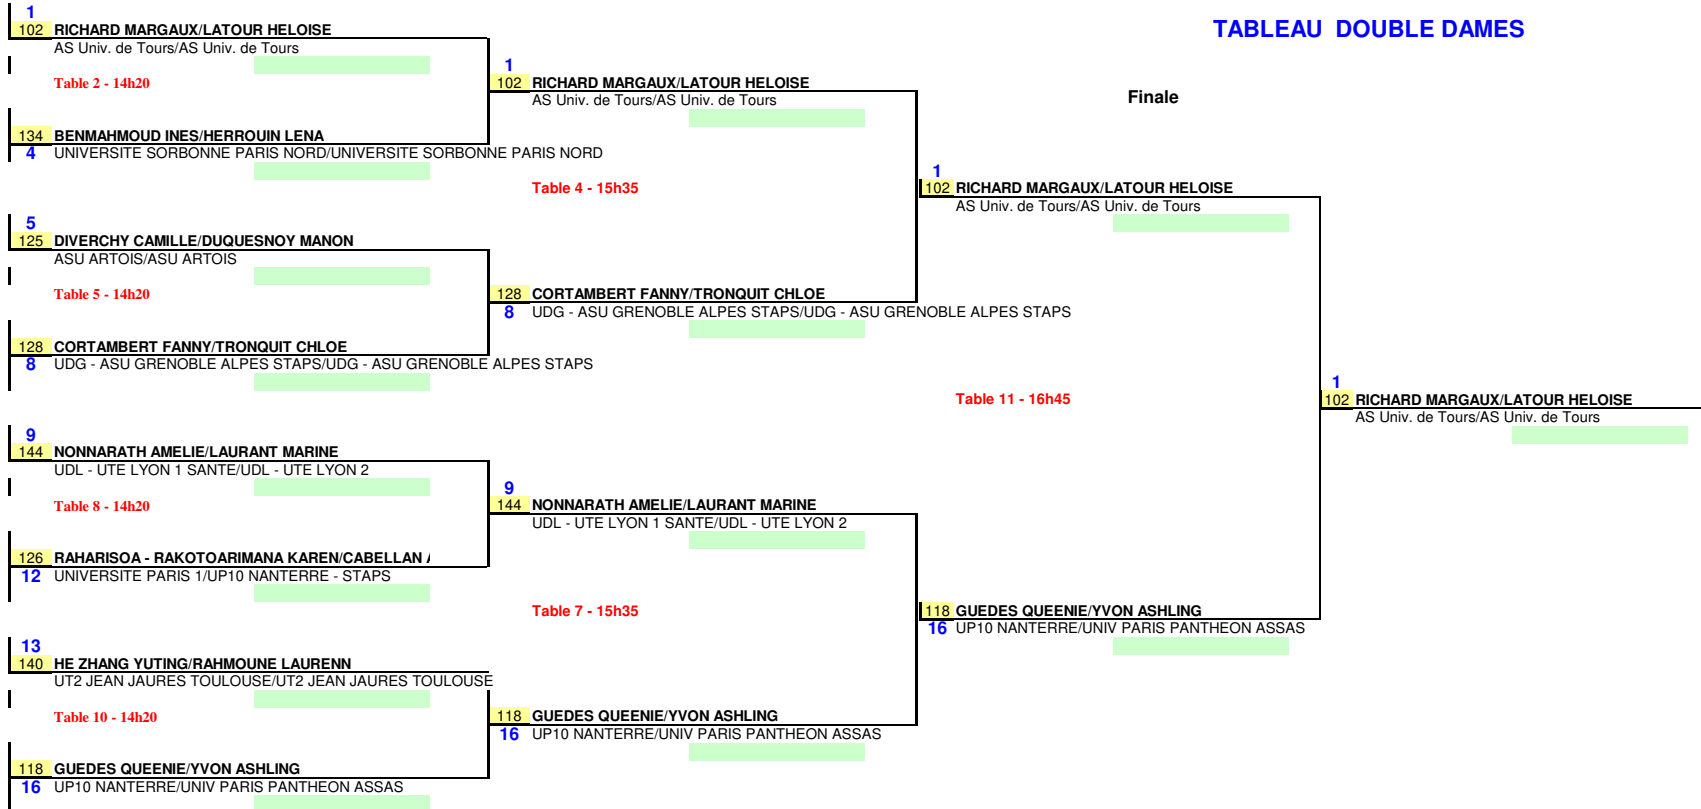 TABLEAU DOUBLE DAMES
Finale
1
102 RICHARD MARGAUX/LATOUR HELOISE
AS Univ. de Tours/AS Univ. de Tours
Table 2 - 14h20
134 BENMAHMOUD INES/HERROUIN LENA
4 UNIVERSITE SORBONNE PARIS NORD/UNIVERSITE SORBONNE PARIS NORD
5
125 DIVERCHY CAMILLE/DUQUESNOY MANON
ASU ARTOIS/ASU ARTOIS
Table 5 - 14h20
128 CORTAMBERT FANNY/TRONQUIT CHLOE
8 UDG - ASU GRENOBLE ALPES STAPS/UDG - ASU GRENOBLE ALPES STAPS
9
144 NONNARATH AMELIE/LAURANT MARINE
UDL - UTE LYON 1 SANTE/UDL - UTE LYON 2
Table 8 - 14h20
126 RAHARISOA - RAKOTOARIMANA KAREN/CABELLAN
12 UNIVERSITE PARIS 1/UP10 NANTERRE - STAPS
13
140 HE ZHANG YUTING/RAHMOUNE LAURENN
UT2 JEAN JAURES TOULOUSE/UT2 JEAN JAURES TOULOUSE
Table 10 - 14h20
118 GUEDES QUEENIE/YVON ASHLING
16 UP10 NANTERRE/UNIV PARIS PANTHEON ASSAS
1
102 RICHARD MARGAUX/LATOUR HELOISE
AS Univ. de Tours/AS Univ. de Tours
Table 4 - 15h35
128 CORTAMBERT FANNY/TRONQUIT CHLOE
8 UDG - ASU GRENOBLE ALPES STAPS/UDG - ASU GRENOBLE ALPES STAPS
9
144 NONNARATH AMELIE/LAURANT MARINE
UDL - UTE LYON 1 SANTE/UDL - UTE LYON 2
Table 7 - 15h35
118 GUEDES QUEENIE/YVON ASHLING
16 UP10 NANTERRE/UNIV PARIS PANTHEON ASSAS
1
102 RICHARD MARGAUX/LATOUR HELOISE
AS Univ. de Tours/AS Univ. de Tours
Table 11 - 16h45
118 GUEDES QUEENIE/YVON ASHLING
16 UP10 NANTERRE/UNIV PARIS PANTHEON ASSAS
1
102 RICHARD MARGAUX/LATOUR HELOISE
AS Univ. de Tours/AS Univ. de Tours